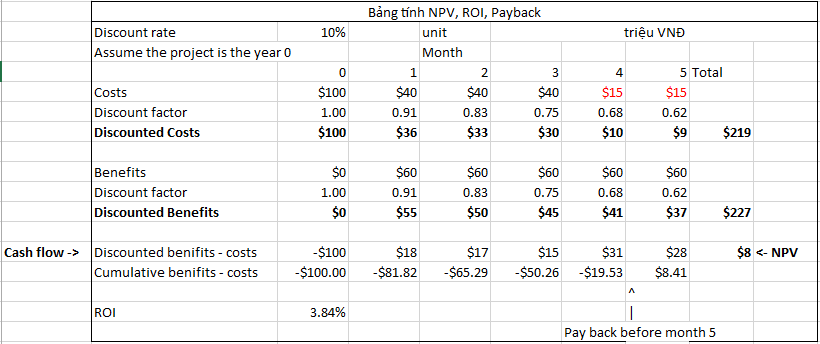 Bảng tính NPV, ROI, Payback
Discount rate 10% unit triệu VNĐ
Assume the project is the year 0 Month
0 1 2 3 4 5 Total
Costs $100 $40 $40 $40 $15 $15
Discount factor 1.00 0.91 0.83 0.75 0.68 0.62
Discounted Costs $100 $36 $33 $30 $10 $9 $219
Benefits $0 $60 $60 $60 $60 $60
Discount factor 1.00 0.91 0.83 0.75 0.68 0.62
Discounted Benefits $0 $55 $50 $45 $41 $37 $227
Cash flow -> Discounted benifits - costs -$100 $18 $17 $15 $31 $28 $8 <- NPV
Cumulative benifits - costs -$100.00 -$81.82 -$65.29 -$50.26 -$19.53 $8.41
^
ROI 3.84% |
Pay back before month 5